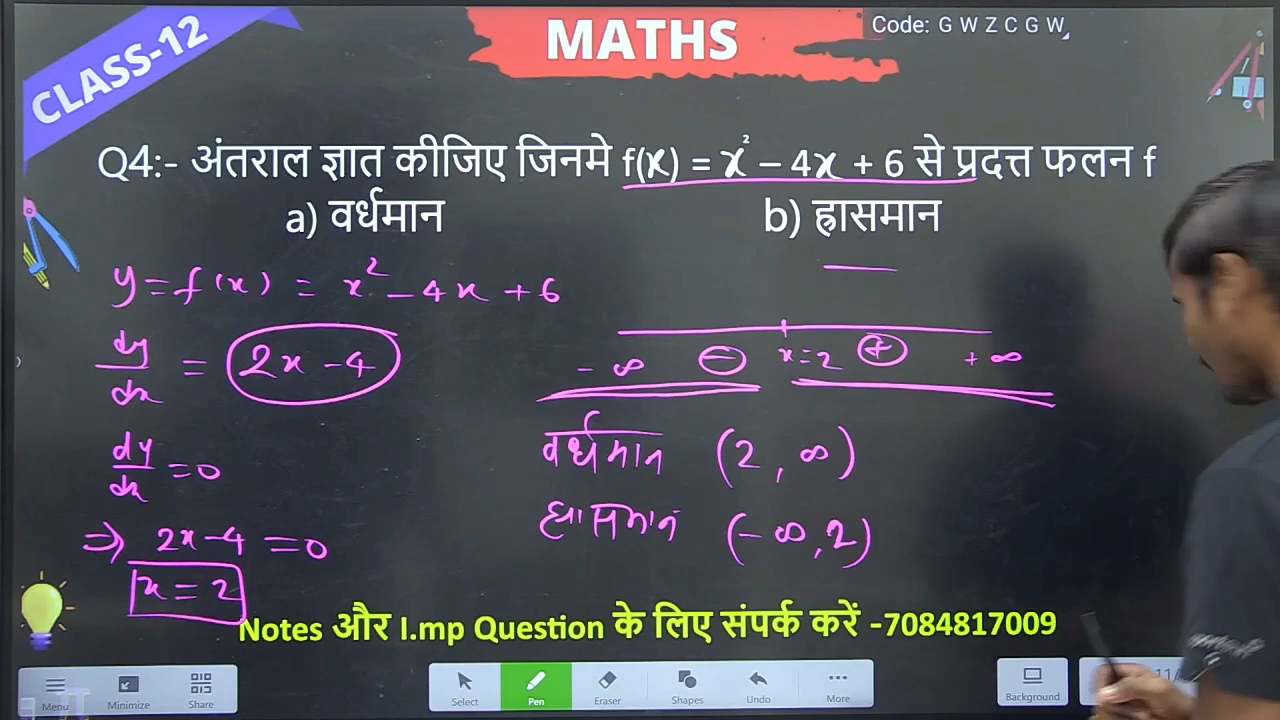 CLASS-12
MATHS
Code: G W Z C G W
Q4:- अंतराल ज्ञात कीजिए जिनमे f(x) = x² – 4x + 6 से प्रदत्त फलन f
a) वर्धमान b) ह्रासमान
y = f(x) = x² - 4x + 6
dy/dx = 2x - 4
- ∞ ⊖ x=2 ⊕ + ∞
dy/dx = 0
वर्धमान (2, ∞)
⇒ 2x-4 = 0
ह्रासमान (-∞, 2)
x = 2
Notes और I.mp Question के लिए संपर्क करें -7084817009
Menu Minimize Share Select Pen Eraser Shapes Undo More Background